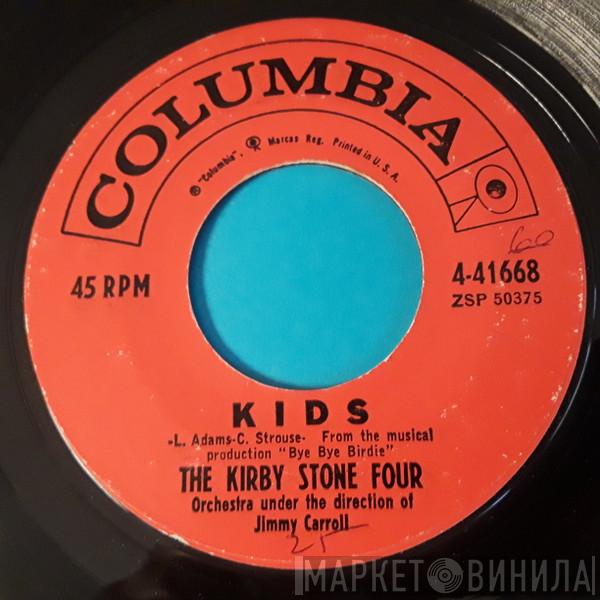 COLUMBIA
® "Columbia", Marcas Reg. Printed in U.S.A.
45 RPM
4-41668
ZSP 50375
KIDS
-L. Adams-C. Strouse- From the musical
production "Bye Bye Birdie"
THE KIRBY STONE FOUR
Orchestra under the direction of
Jimmy Carroll
25
МАРКЕТ ВИНИЛА